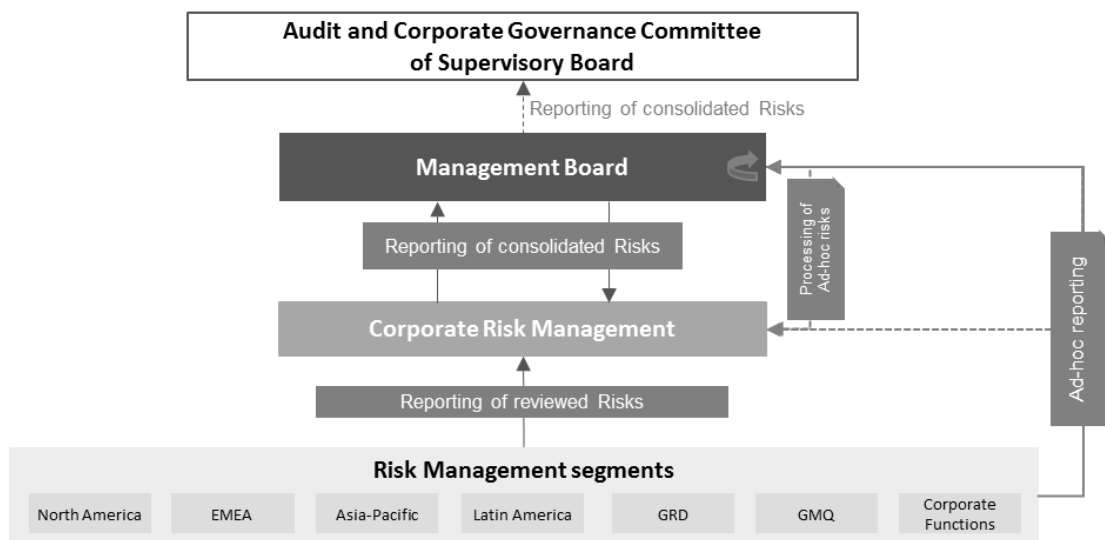 Audit and Corporate Governance Committee
of Supervisory Board
Reporting of consolidated Risks
Management Board
Reporting of consolidated Risks
Processing of
Ad-hoc risks
Ad-hoc reporting
Corporate Risk Management
Reporting of reviewed Risks
Risk Management segments
North America
EMEA
Asia-Pacific
Latin America
GRD
GMQ
Corporate
Functions